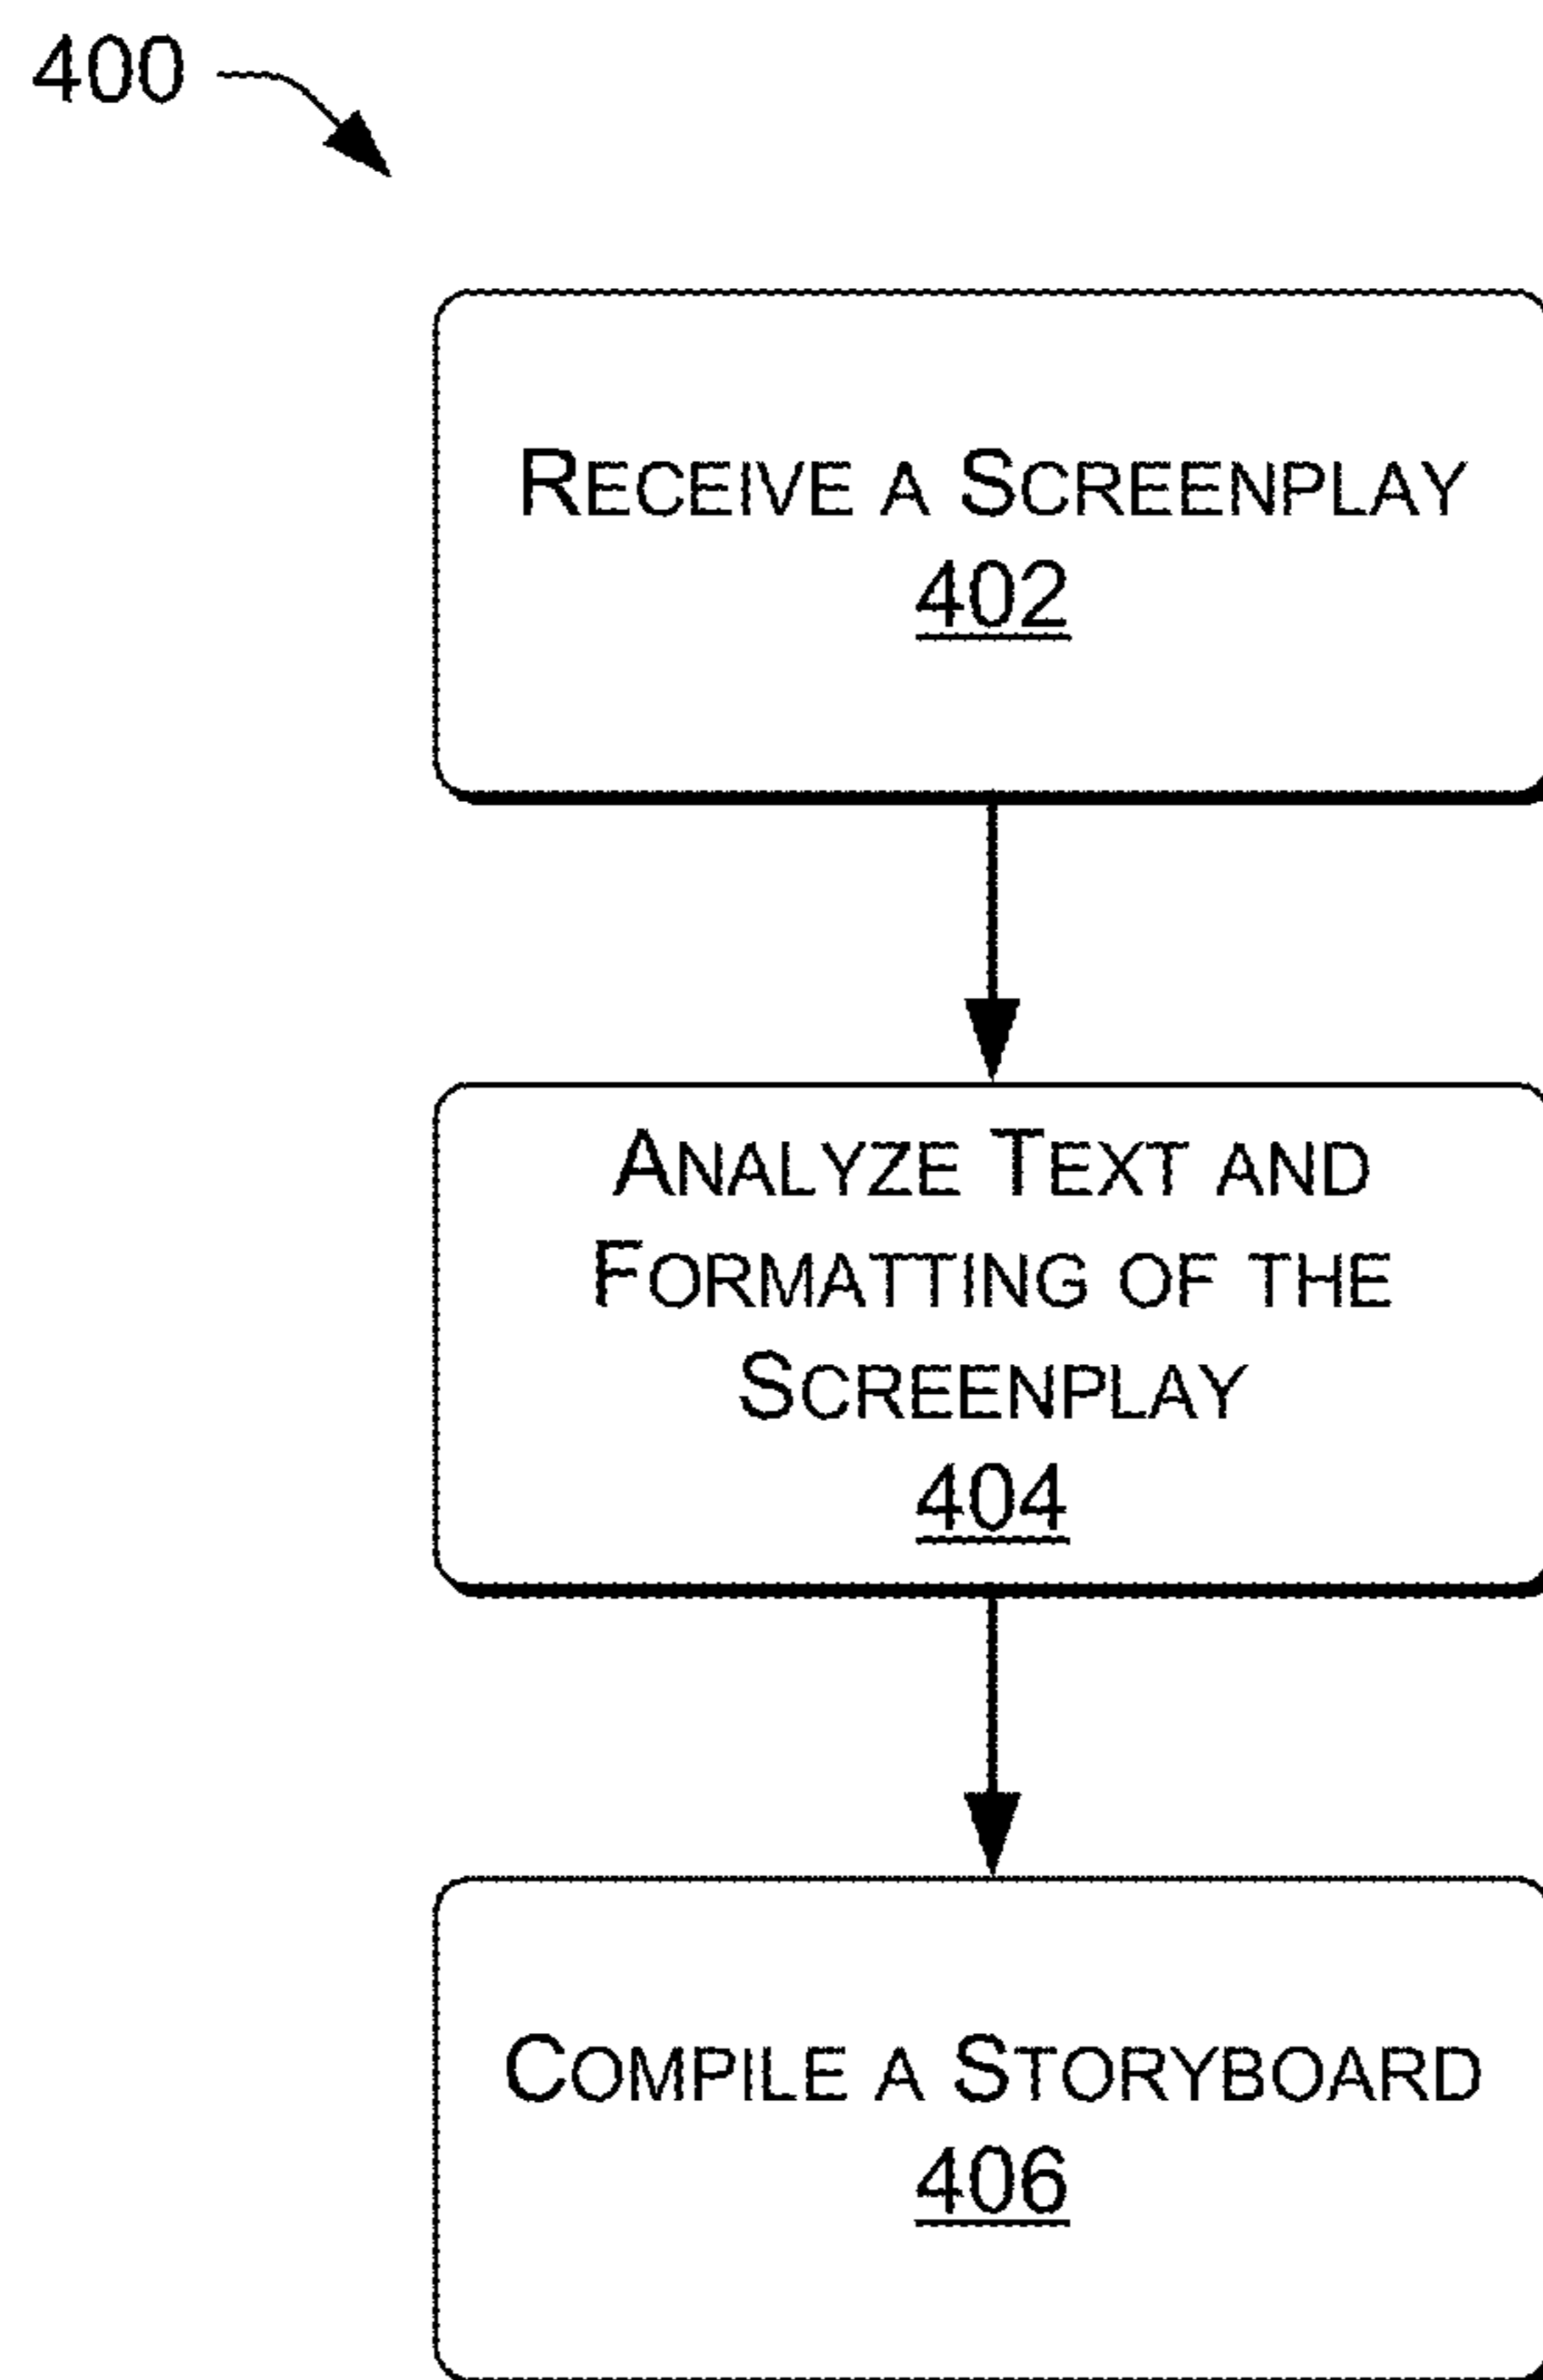 400
RECEIVE A SCREENPLAY
402
ANALYZE TEXT AND
FORMATTING OF THE
SCREENPLAY
404
COMPILE A STORYBOARD
406